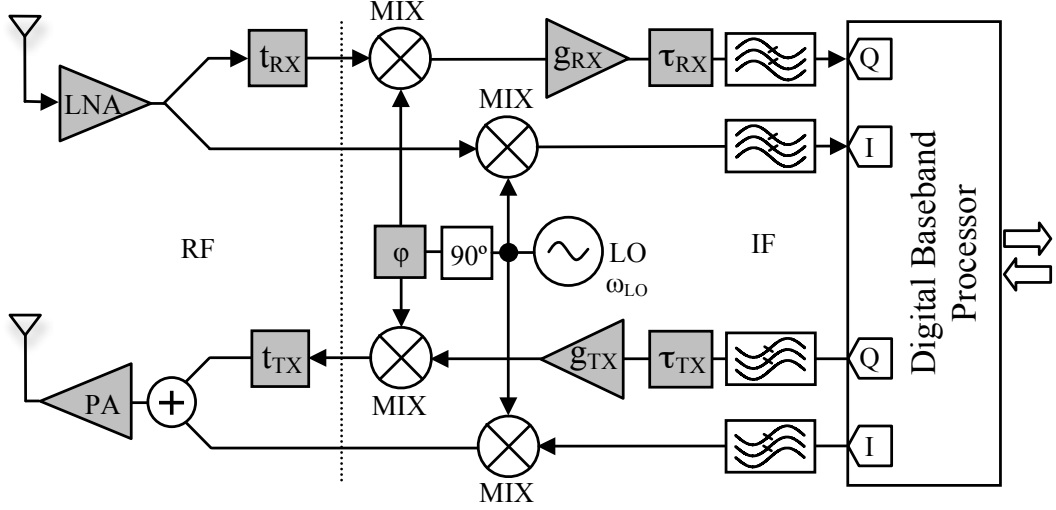 MIX
t_RX
g_RX
τ_RX
Q
LNA
MIX
I
RF
φ
90º
LO
ω_LO
IF
Digital Baseband
Processor
t_TX
g_TX
τ_TX
Q
PA
+
MIX
I
MIX